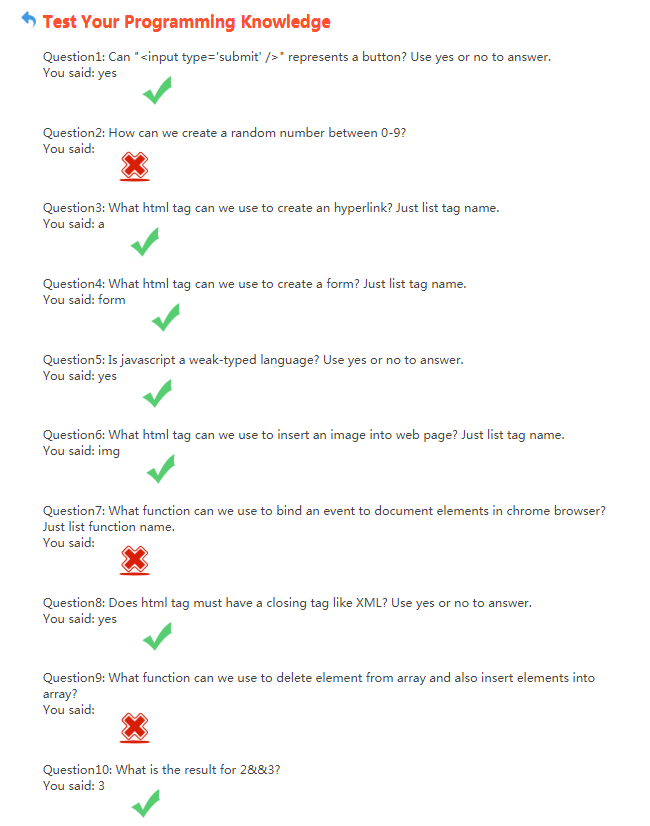 Test Your Programming Knowledge
Question1: Can "<input type='submit' />" represents a button? Use yes or no to answer.
You said: yes
Question2: How can we create a random number between 0-9?
You said:
Question3: What html tag can we use to create an hyperlink? Just list tag name.
You said: a
Question4: What html tag can we use to create a form? Just list tag name.
You said: form
Question5: Is javascript a weak-typed language? Use yes or no to answer.
You said: yes
Question6: What html tag can we use to insert an image into web page? Just list tag name.
You said: img
Question7: What function can we use to bind an event to document elements in chrome browser?
Just list function name.
You said:
Question8: Does html tag must have a closing tag like XML? Use yes or no to answer.
You said: yes
Question9: What function can we use to delete element from array and also insert elements into
array?
You said:
Question10: What is the result for 2&&3?
You said: 3